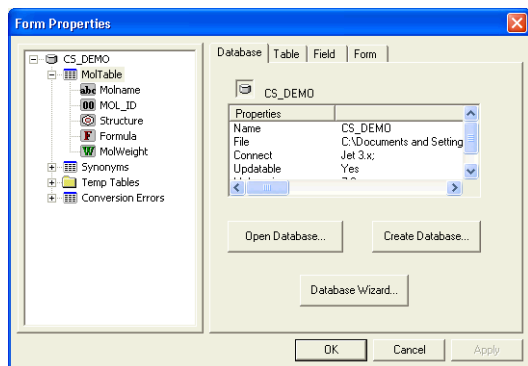 Form Properties
CS_DEMO
MolTable
abc Molname
00 MOL_ID
Structure
F Formula
W MolWeight
Synonyms
Temp Tables
Conversion Errors
Database Table Field Form
CS_DEMO
Properties
Name CS_DEMO
File C:\Documents and Setting
Connect Jet 3.x;
Updatable Yes
Open Database... Create Database...
Database Wizard...
OK Cancel Apply